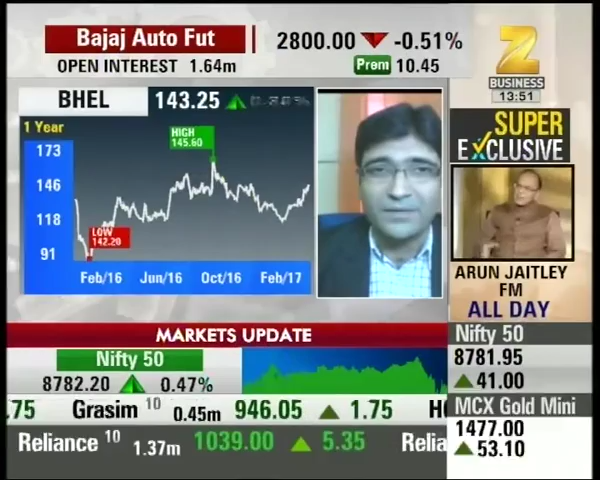 Bajaj Auto Fut
2800.00 -0.51%
OPEN INTEREST 1.64m
Prem 10.45
Z
BUSINESS
13:51
BHEL 143.25
1 Year
173
146
118
91
HIGH
145.60
LOW
142.20
Feb/16 Jun/16 Oct/16 Feb/17
SUPER
EXCLUSIVE
ARUN JAITLEY
FM
ALL DAY
MARKETS UPDATE
Nifty 50
8782.20 0.47%
Nifty 50
8781.95
41.00
MCX Gold Mini
1477.00
53.10
.75 Grasim 10 0.45m 946.05 1.75
Reliance 10 1.37m 1039.00 5.35 Relia